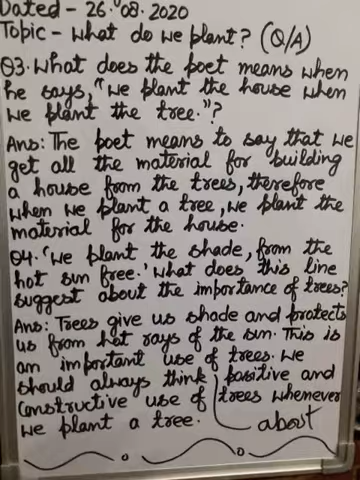 Dated - 26.08.2020
Topic - What do we plant? (Q/A)
Q3. What does the poet means when
he says, "We plant the house when
we plant the tree."?
Ans: The poet means to say that we
get all the material for building
a house from the trees, therefore
when we plant a tree, we plant the
material for the house.
Q4. 'We plant the shade, from the
hot sun free.' What does this line
suggest about the importance of trees?
Ans: Trees give us shade and protects
us from hot rays of the sun. This is
an important use of trees. We
should always think positive and
constructive use of trees whenever
we plant a tree.
about